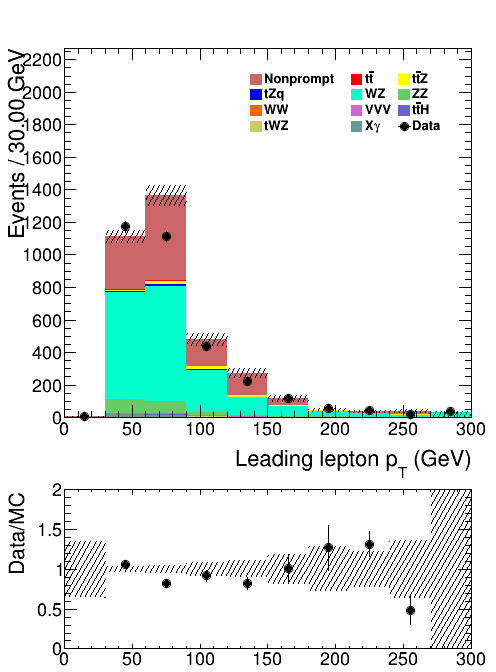 Events / 30.00 GeV
2200
2000
1800
1600
1400
1200
1000
800
600
400
200
0
Nonprompt tt̄ tt̄Z
tZq WZ ZZ
WW VVV tt̄H
tWZ Xγ Data
0 50 100 150 200 250 300
Leading lepton p_T (GeV)
Data/MC
2
1.5
1
0.5
0
0 50 100 150 200 250 300